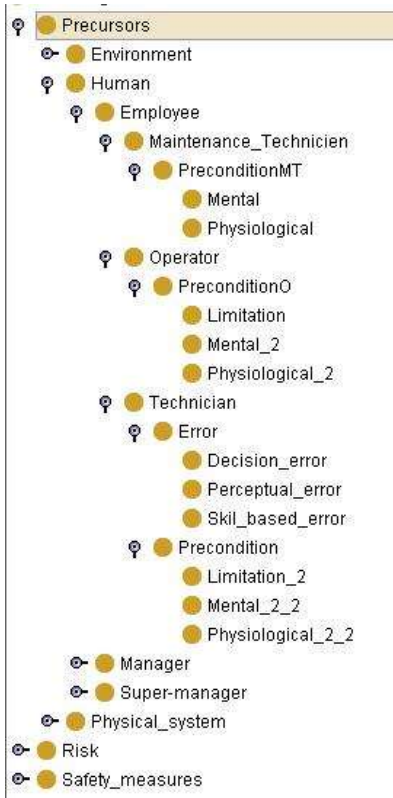 Precursors
Environment
Human
Employee
Maintenance_Technicien
PreconditionMT
Mental
Physiological
Operator
PreconditionO
Limitation
Mental_2
Physiological_2
Technician
Error
Decision_error
Perceptual_error
Skil_based_error
Precondition
Limitation_2
Mental_2_2
Physiological_2_2
Manager
Super-manager
Physical_system
Risk
Safety_measures